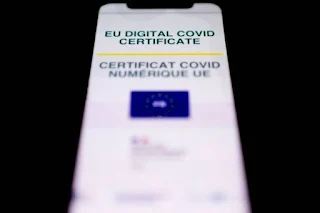 EU DIGITAL COVID
CERTIFICATE
CERTIFICAT COVID
NUMÉRIQUE UE